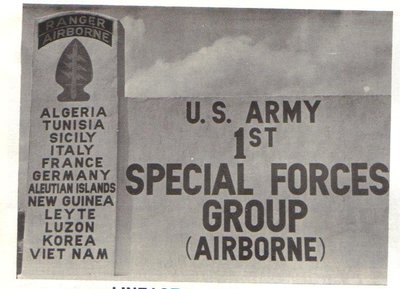 RANGER
AIRBORNE
ALGERIA
TUNISIA
SICILY
ITALY
FRANCE
GERMANY
ALEUTIAN ISLANDS
NEW GUINEA
LEYTE
LUZON
KOREA
VIET NAM
U.S. ARMY
1ST
SPECIAL FORCES
GROUP
(AIRBORNE)